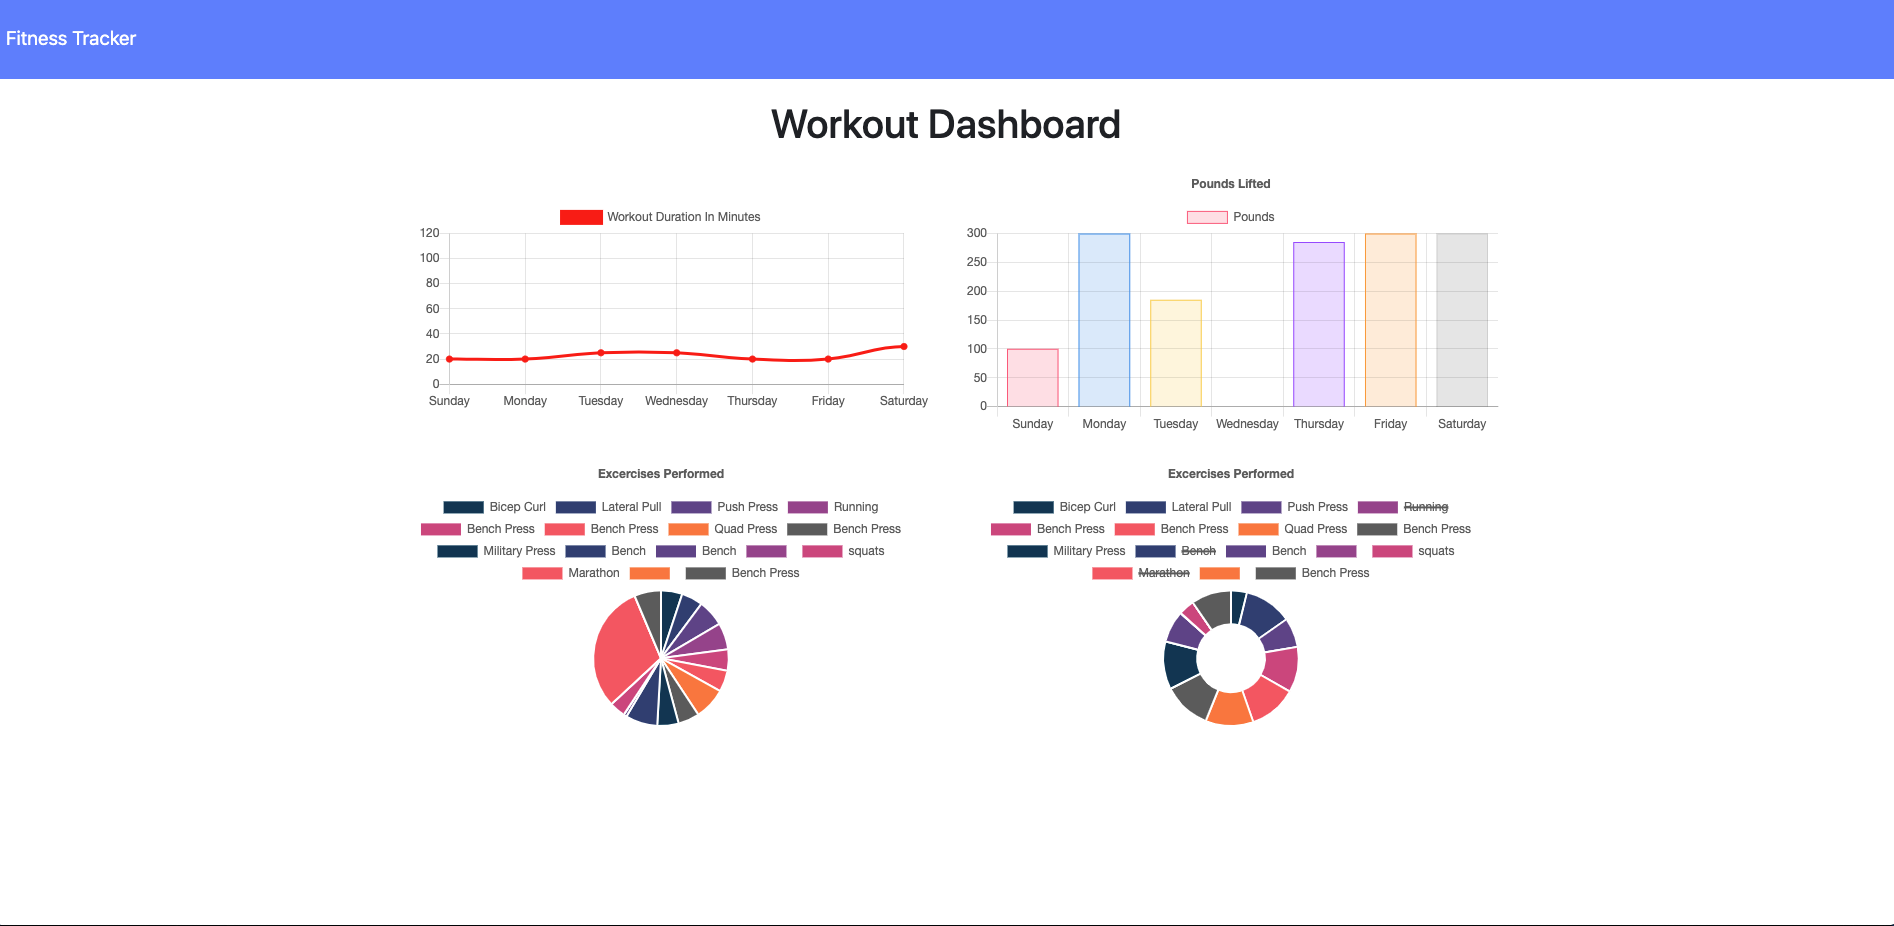 Fitness Tracker
Workout Dashboard
Workout Duration In Minutes
120
100
80
60
40
20
0
Sunday Monday Tuesday Wednesday Thursday Friday Saturday
Pounds Lifted
Pounds
300
250
200
150
100
50
0
Sunday Monday Tuesday Wednesday Thursday Friday Saturday
Excercises Performed
Bicep Curl Lateral Pull Push Press Running
Bench Press Bench Press Quad Press Bench Press
Military Press Bench Bench squats
Marathon Bench Press
Excercises Performed
Bicep Curl Lateral Pull Push Press Running
Bench Press Bench Press Quad Press Bench Press
Military Press Bench Bench squats
Marathon Bench Press